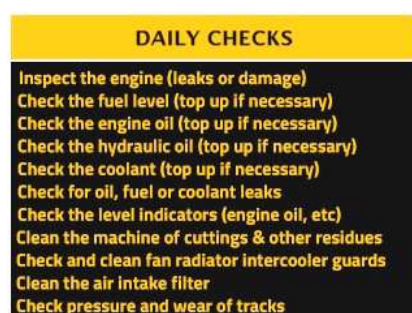 DAILY CHECKS
Inspect the engine (leaks or damage)
Check the fuel level (top up if necessary)
Check the engine oil (top up if necessary)
Check the hydraulic oil (top up if necessary)
Check the coolant (top up if necessary)
Check for oil, fuel or coolant leaks
Check the level indicators (engine oil, etc)
Clean the machine of cuttings & other residues
Check and clean fan radiator intercooler guards
Clean the air intake filter
Check pressure and wear of tracks